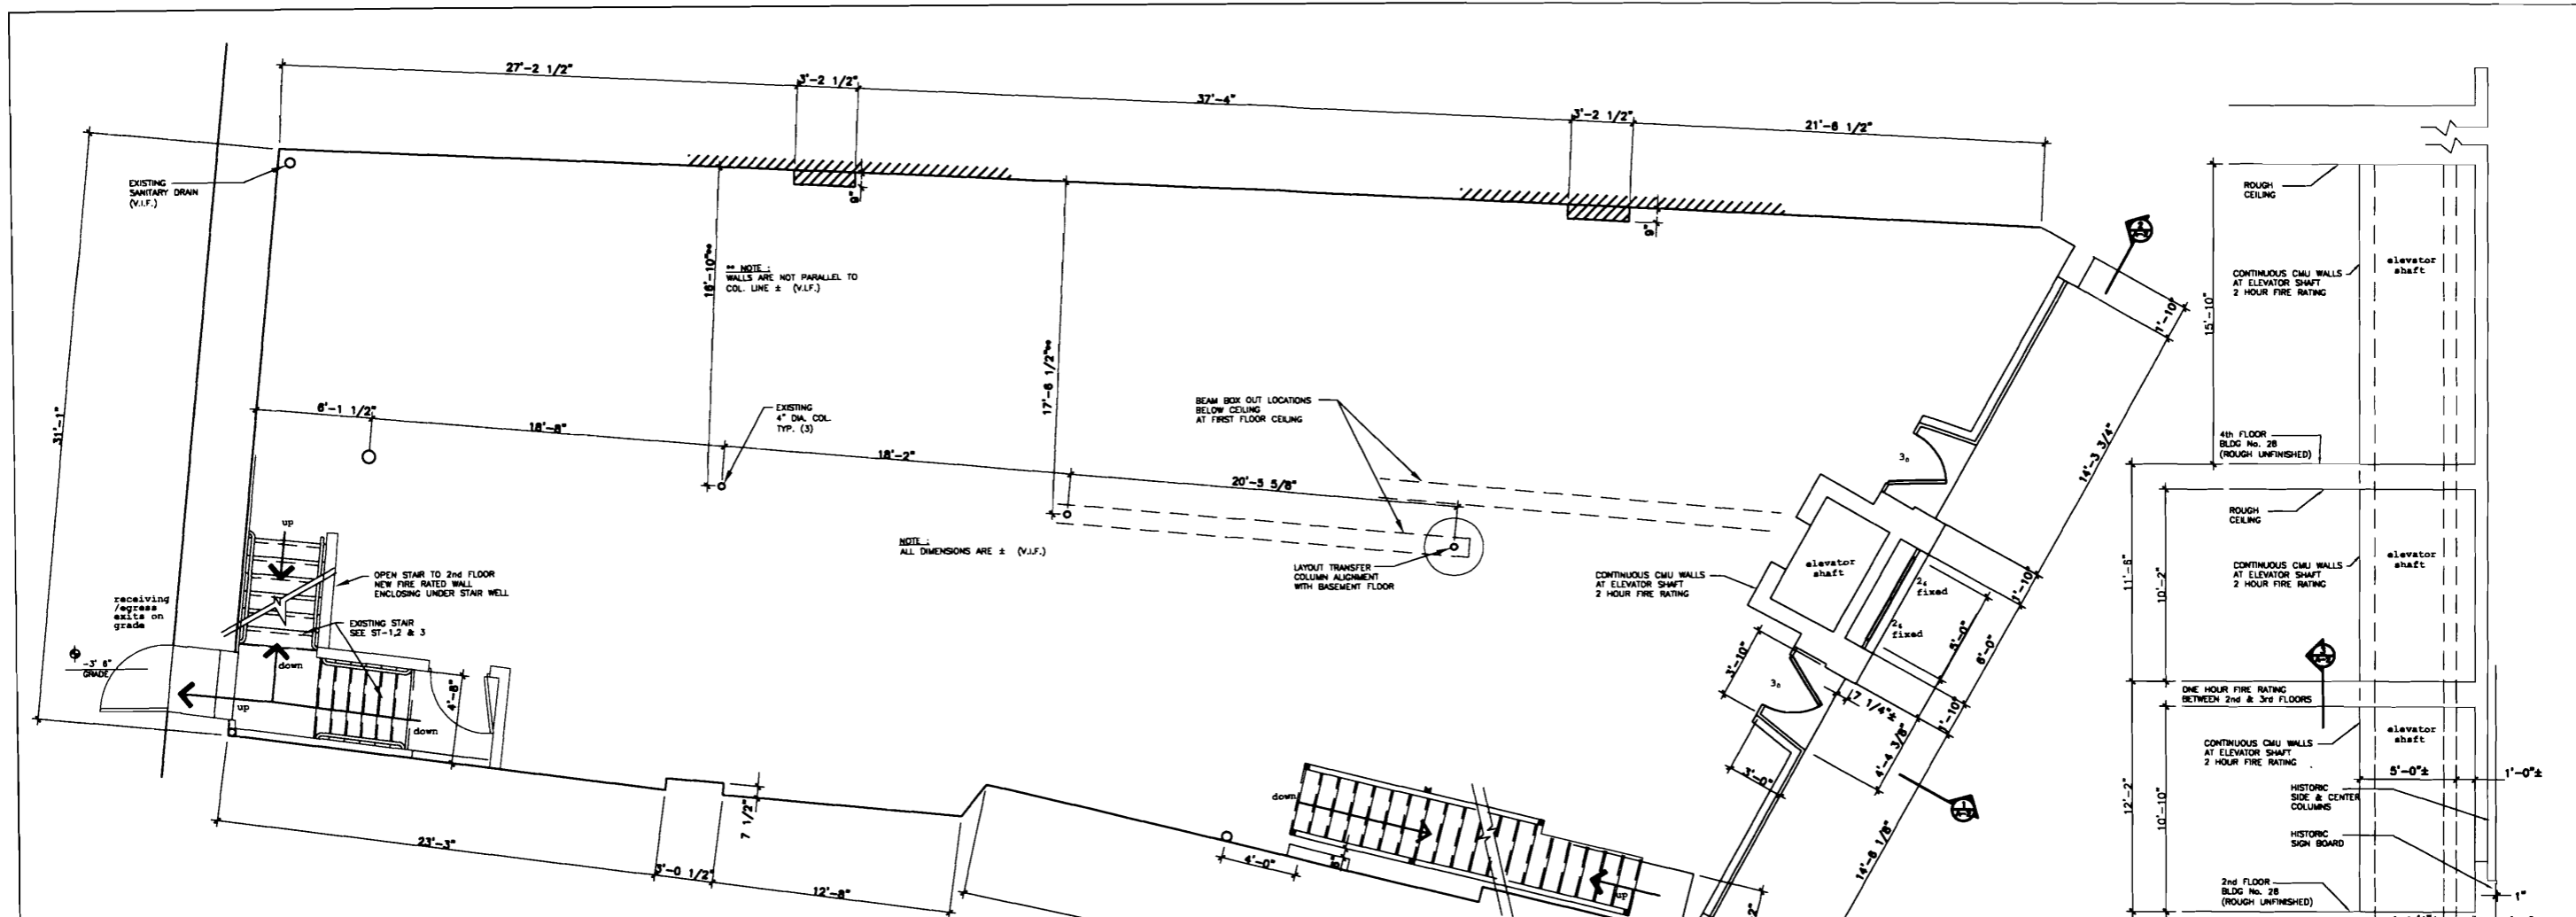 27'-2 1/2"
3'-2 1/2"
37'-4"
3'-2 1/2"
21'-6 1/2"
31'-1"
EXISTING
SANITARY DRAIN
(V.I.F.)
9"
9"
16'-10"**
** NOTE :
WALLS ARE NOT PARALLEL TO
COL. LINE ± (V.I.F.)
17'-6 1/2"**
6'-1 1/2"
18'-8"
EXISTING
4" DIA. COL.
TYP. (3)
18'-2"
20'-5 5/8"
BEAM BOX OUT LOCATIONS
BELOW CEILING
AT FIRST FLOOR CEILING
NOTE :
ALL DIMENSIONS ARE ± (V.I.F.)
LAYOUT TRANSFER
COLUMN ALIGNMENT
WITH BASEMENT FLOOR
up
OPEN STAIR TO 2nd FLOOR
NEW FIRE RATED WALL
ENCLOSING UNDER STAIR WELL
receiving
/egress
exits on
grade
EXISTING STAIR
SEE ST-1,2 & 3
-3' 6"
GRADE
down
up
down
4'-8"
23'-3"
3'-0 1/2"
7 1/2"
12'-8"
4'-0"
down
up
CONTINUOUS CMU WALLS
AT ELEVATOR SHAFT
2 HOUR FIRE RATING
elevator
shaft
fixed
fixed
5'-0"
6'-0"
1'-10"
14'-3 3/4"
1'-10"
1'-10"
3'-10"
7 1/4"±
4'-4 3/8"
3'-0"
14'-6 1/8"
ROUGH
CEILING
CONTINUOUS CMU WALLS
AT ELEVATOR SHAFT
2 HOUR FIRE RATING
elevator
shaft
15'-10"
4th FLOOR
BLDG No. 28
(ROUGH UNFINISHED)
ROUGH
CEILING
CONTINUOUS CMU WALLS
AT ELEVATOR SHAFT
2 HOUR FIRE RATING
elevator
shaft
11'-6"
10'-2"
ONE HOUR FIRE RATING
BETWEEN 2nd & 3rd FLOORS
CONTINUOUS CMU WALLS
AT ELEVATOR SHAFT
2 HOUR FIRE RATING
elevator
shaft
5'-0"±
1'-0"±
12'-2"
10'-10"
HISTORIC
SIDE & CENTER
COLUMNS
HISTORIC
SIGN BOARD
2nd FLOOR
BLDG No. 28
(ROUGH UNFINISHED)
1"